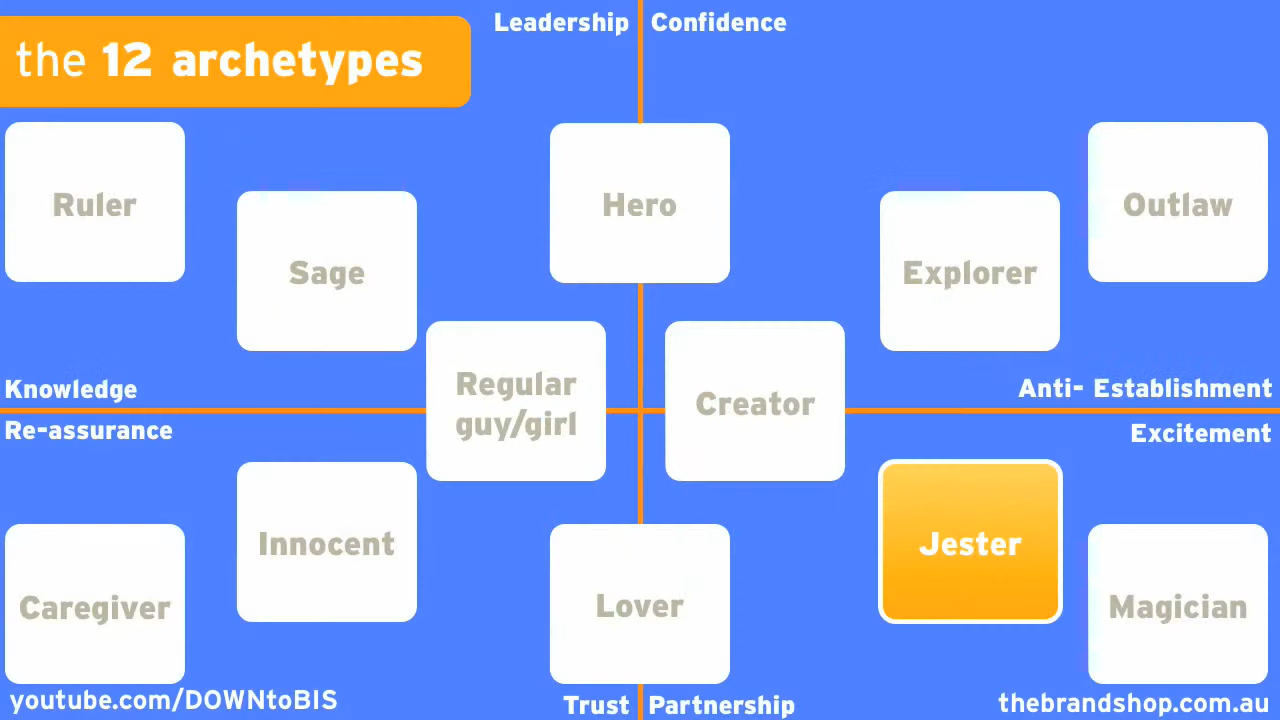 Leadership Confidence
the 12 archetypes
Ruler
Hero
Outlaw
Sage
Explorer
Regular
guy/girl
Creator
Knowledge
Anti- Establishment
Re-assurance
Excitement
Innocent
Jester
Caregiver
Lover
Magician
youtube.com/DOWNtoBIS
Trust Partnership
thebrandshop.com.au